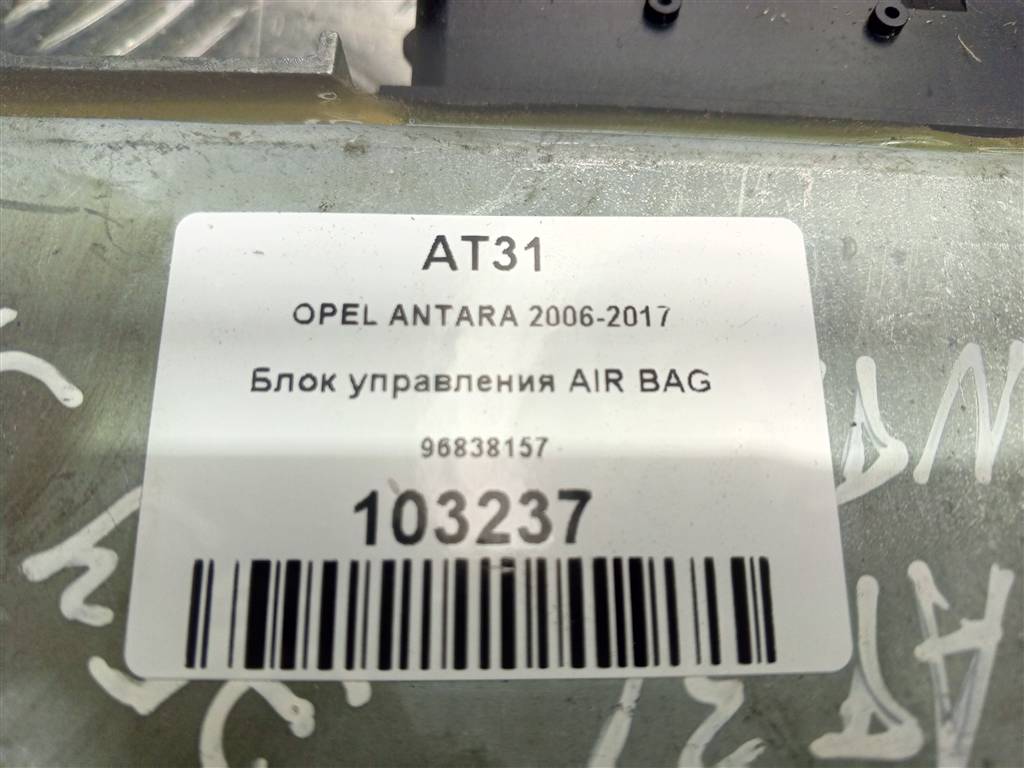 AT31
OPEL ANTARA 2006-2017
Блок управления AIR BAG
96838157
103237